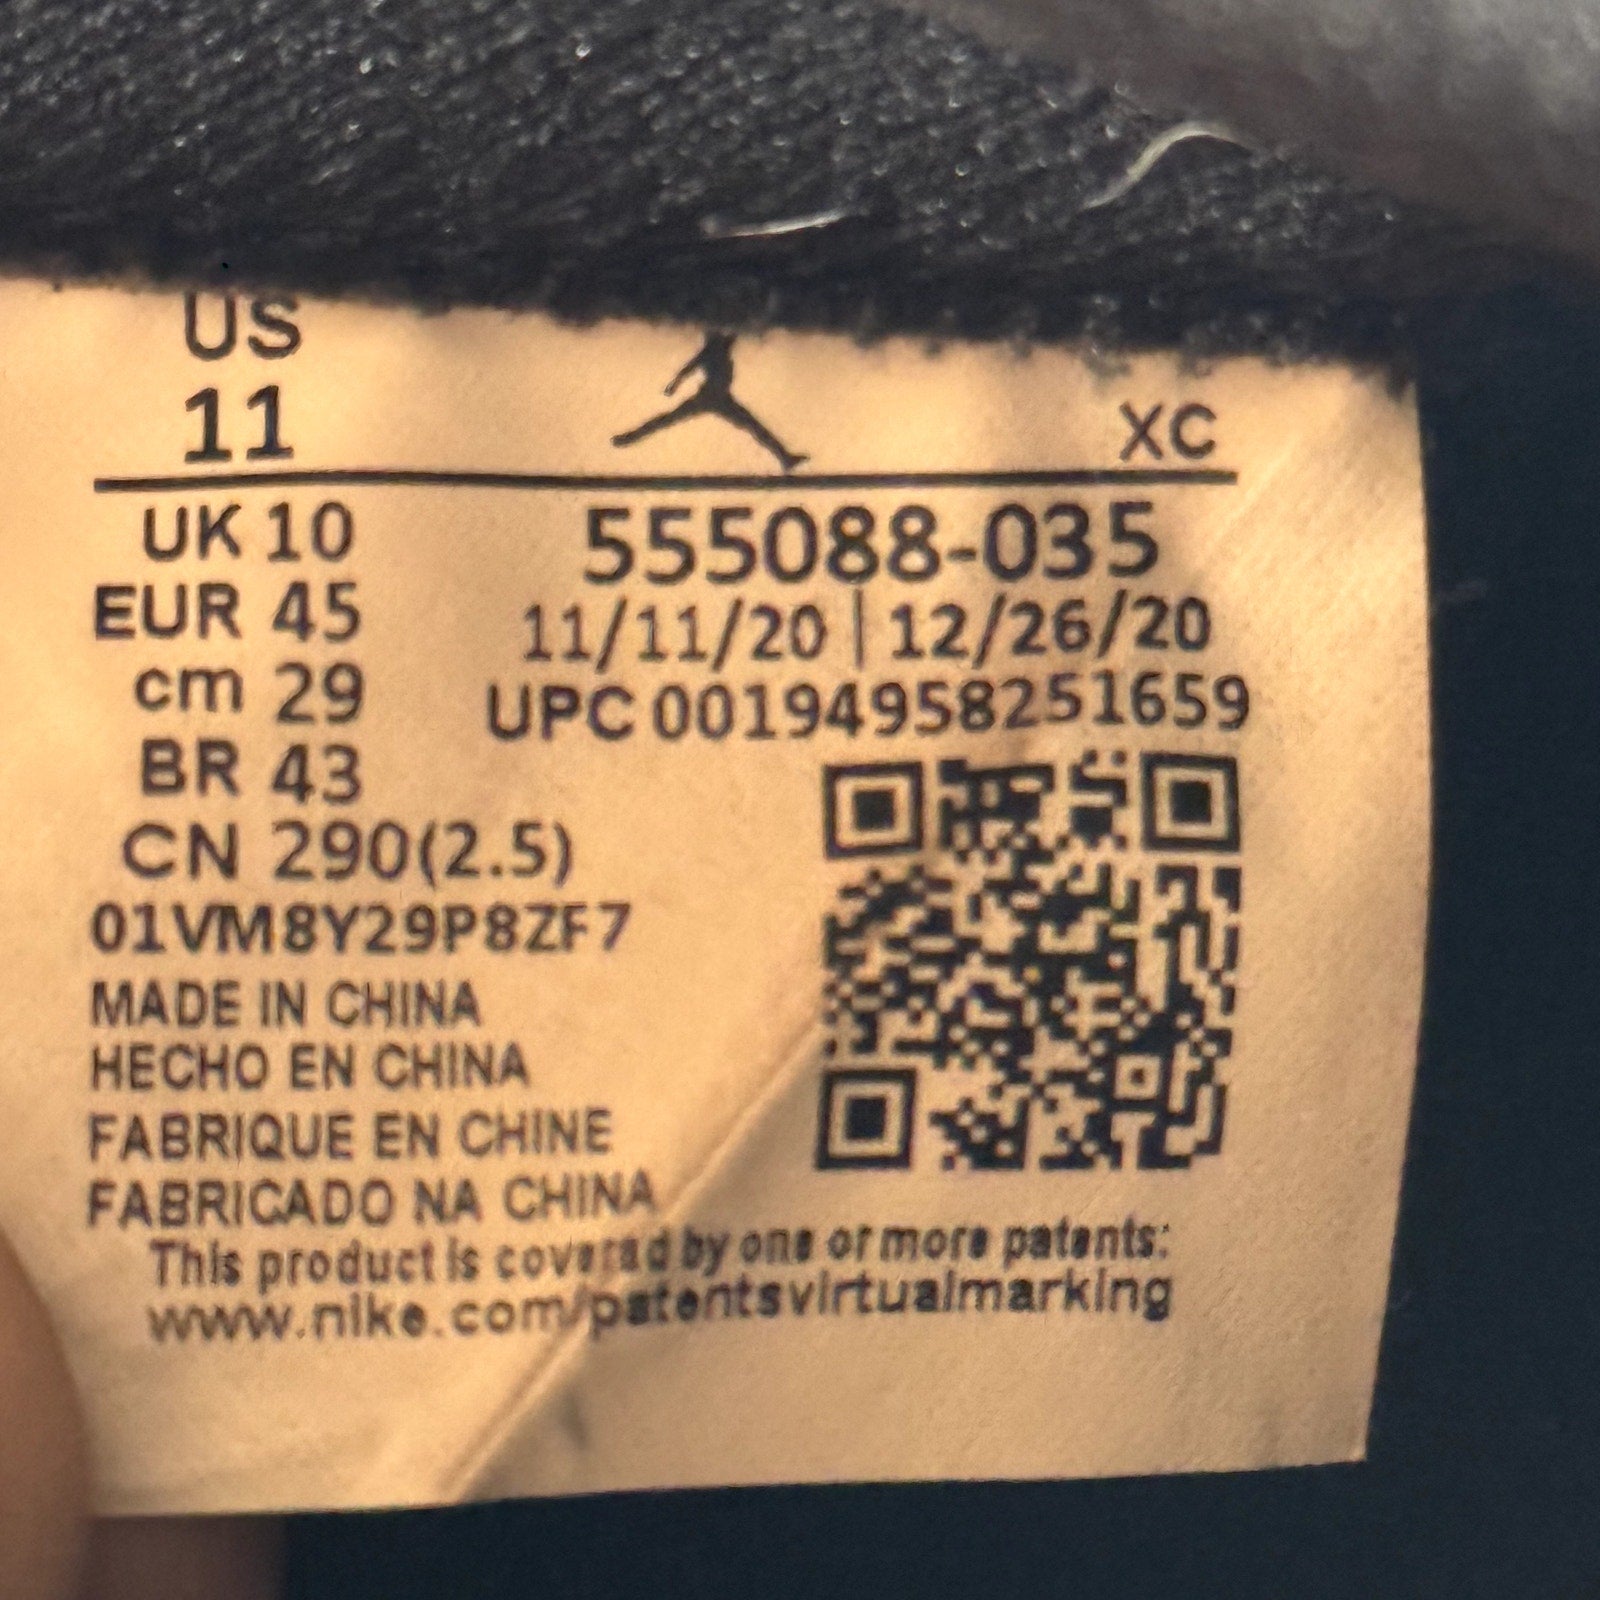 US
11
XC
UK 10
555088-035
EUR 45
11/11/20 | 12/26/20
cm 29
UPC 00194958251659
BR 43
CN 290(2.5)
01VM8Y29P8ZF7
MADE IN CHINA
HECHO EN CHINA
FABRIQUE EN CHINE
FABRICADO NA CHINA
This product is covered by one or more patents:
www.nike.com/patentsvirtualmarking